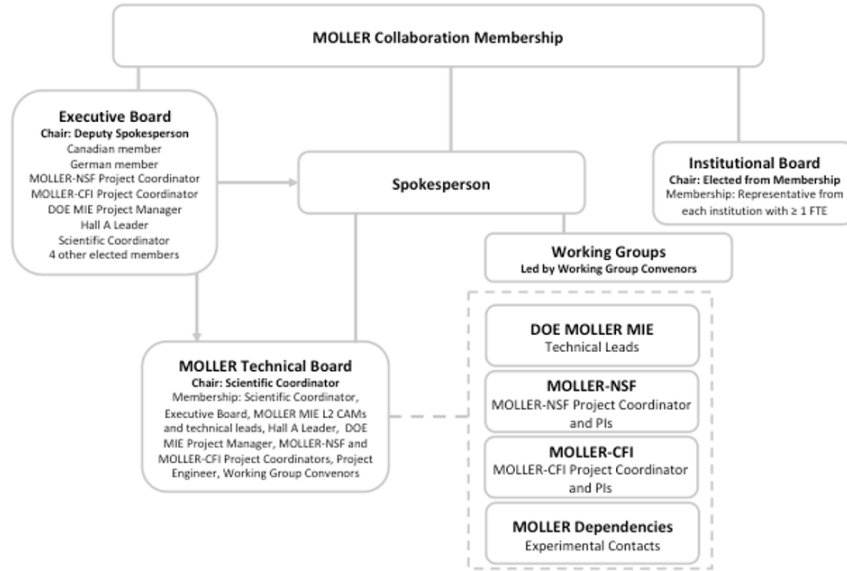 MOLLER Collaboration Membership
Executive Board
Chair: Deputy Spokesperson
Canadian member
German member
MOLLER-NSF Project Coordinator
MOLLER-CFI Project Coordinator
DOE MIE Project Manager
Hall A Leader
Scientific Coordinator
4 other elected members
Spokesperson
Institutional Board
Chair: Elected from Membership
Membership: Representative from
each institution with ≥ 1 FTE
Working Groups
Led by Working Group Convenors
MOLLER Technical Board
Chair: Scientific Coordinator
Membership: Scientific Coordinator,
Executive Board, MOLLER MIE L2 CAMs
and technical leads, Hall A Leader, DOE
MIE Project Manager, MOLLER-NSF and
MOLLER-CFI Project Coordinators, Project
Engineer, Working Group Convenors
DOE MOLLER MIE
Technical Leads
MOLLER-NSF
MOLLER-NSF Project Coordinator
and PIs
MOLLER-CFI
MOLLER-CFI Project Coordinator
and PIs
MOLLER Dependencies
Experimental Contacts